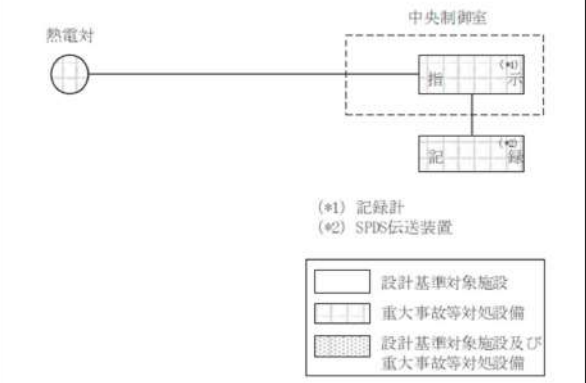 中央制御室
熱電対
(*1)
指 示
(*2)
記 録
(*1) 記録計
(*2) SPDS伝送装置
設計基準対象施設
重大事故等対処設備
設計基準対象施設及び
重大事故等対処設備